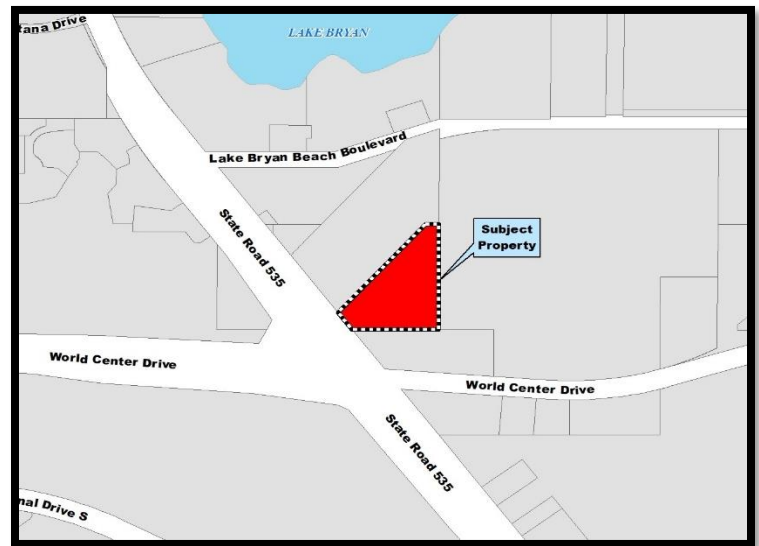 tana Drive
LAKE BRYAN
Lake Bryan Beach Boulevard
State Road 535
Subject
Property
World Center Drive
World Center Drive
State Road 535
nal Drive S